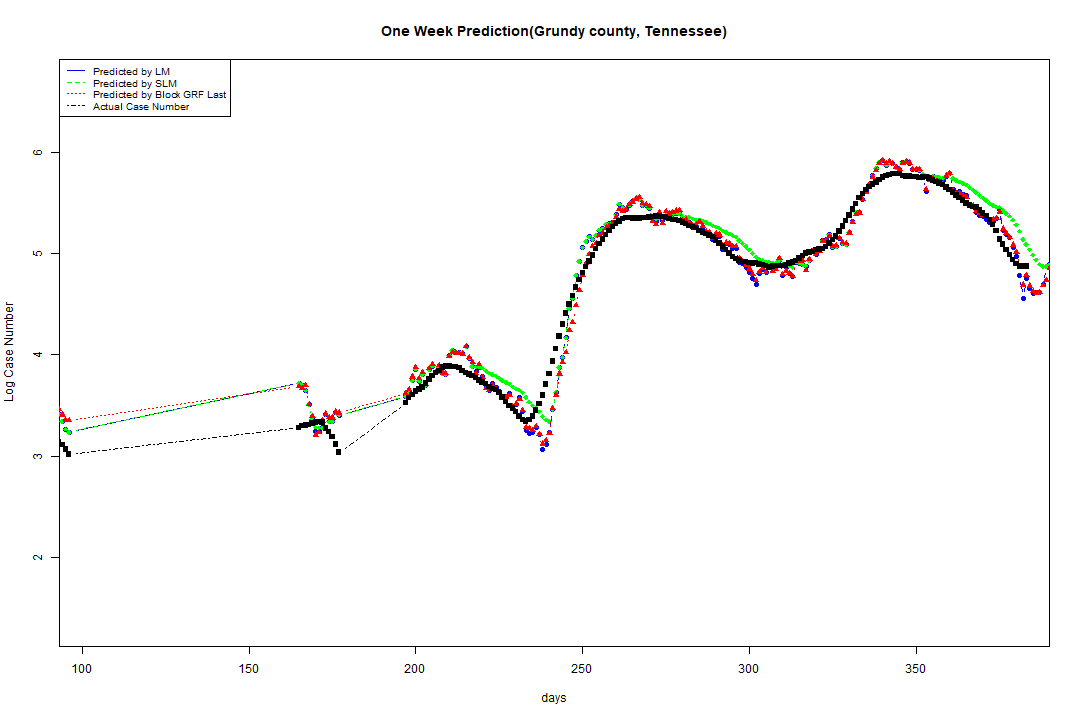 One Week Prediction(Grundy county, Tennessee)
Predicted by LM
Predicted by SLM
Predicted by Block GRF Last
Actual Case Number
6
5
4
3
2
Log Case Number
100 150 200 250 300 350
days